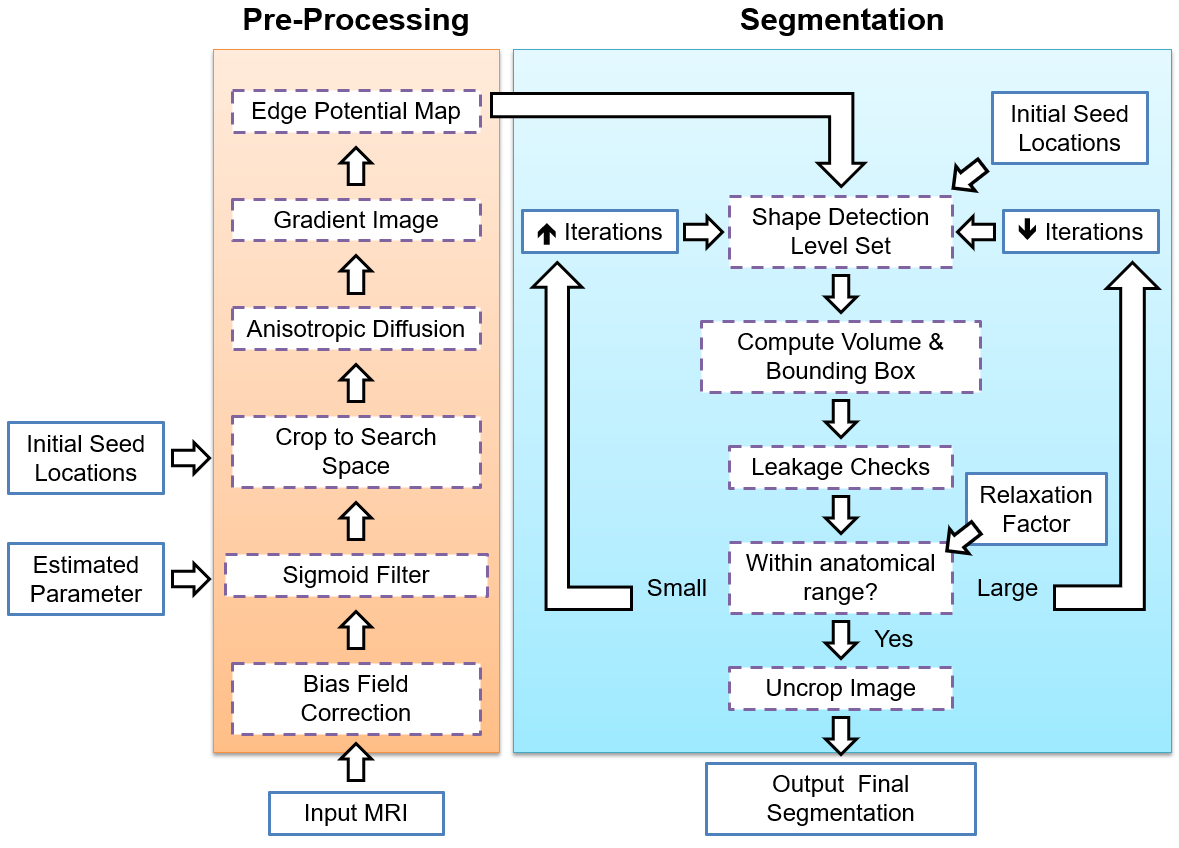 Pre-Processing
Segmentation
Edge Potential Map
Gradient Image
Anisotropic Diffusion
Crop to Search
Space
Initial Seed
Locations
Sigmoid Filter
Estimated
Parameter
Bias Field
Correction
Input MRI
Initial Seed
Locations
Shape Detection
Level Set
↑ Iterations
↓ Iterations
Compute Volume &
Bounding Box
Leakage Checks
Relaxation
Factor
Within anatomical
range?
Small
Large
Yes
Uncrop Image
Output Final
Segmentation